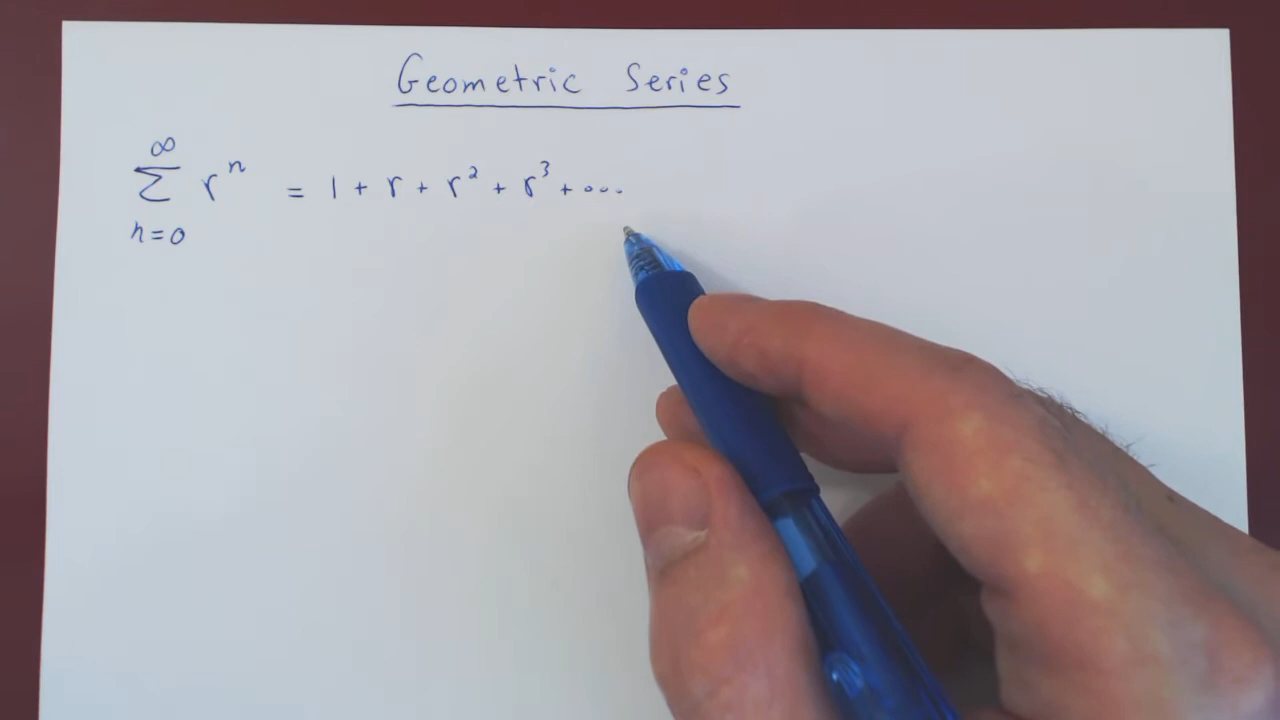 Geometric Series
∞
∑ rⁿ = 1 + r + r² + r³ + ...
n=0